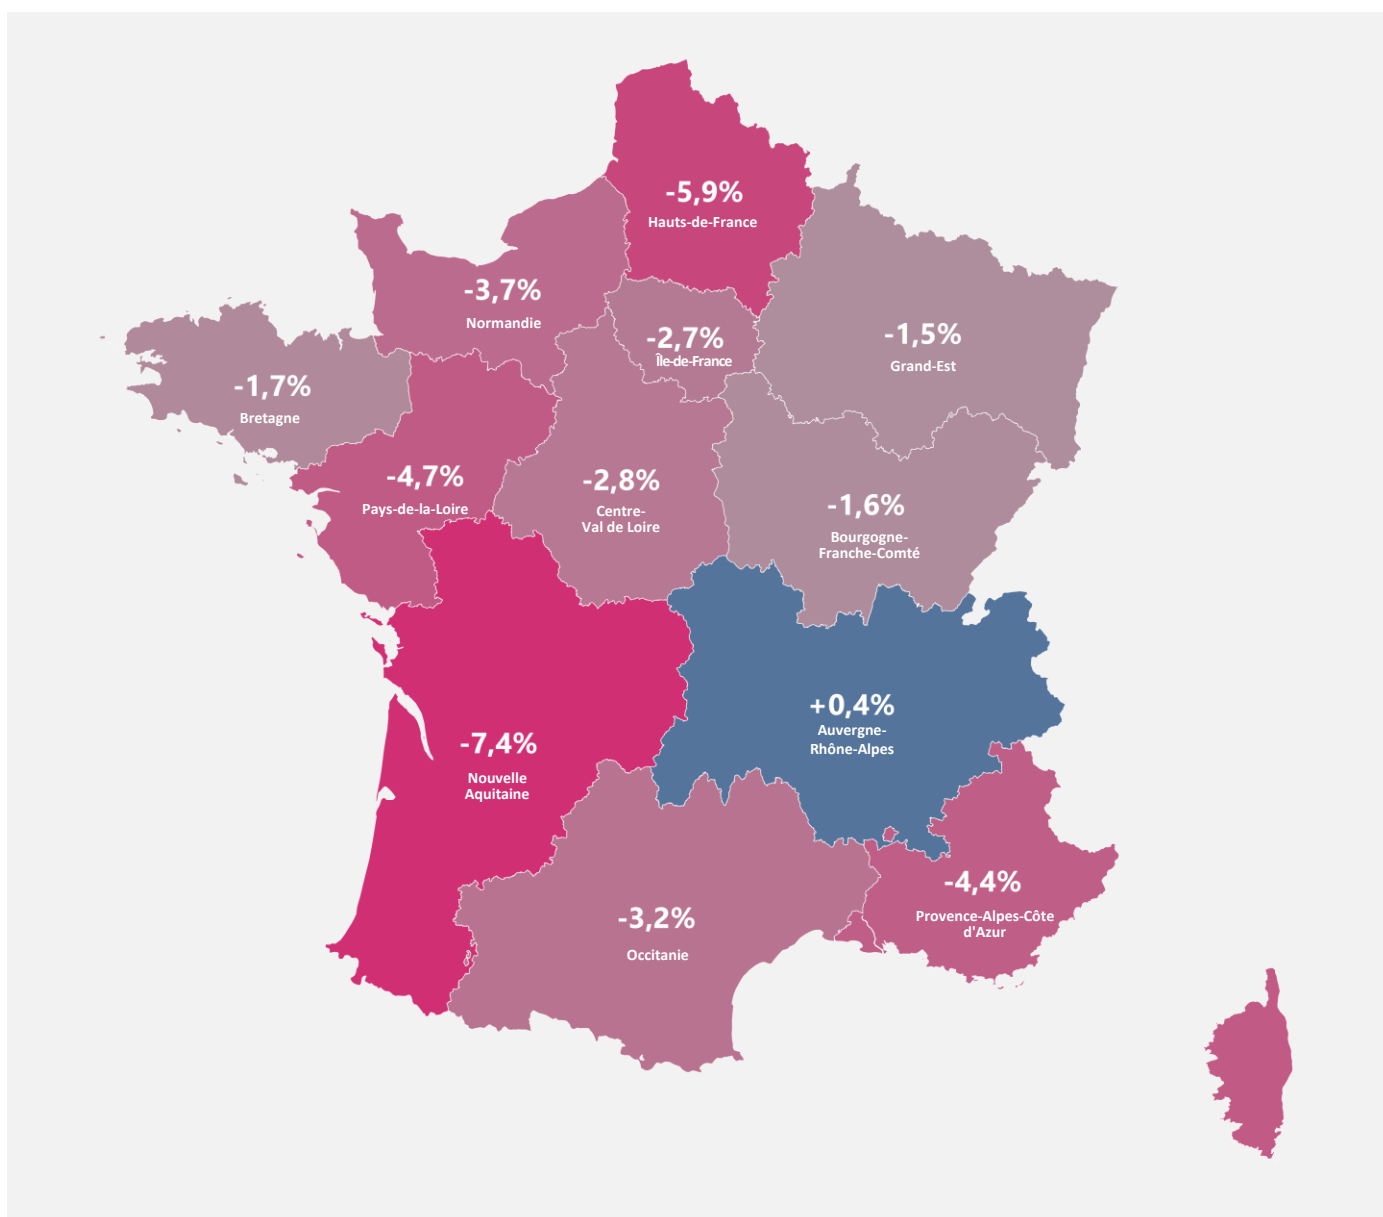 -5,9%
Hauts-de-France
-3,7%
Normandie
-2,7%
Île-de-France
-1,5%
Grand-Est
-1,7%
Bretagne
-4,7%
Pays-de-la-Loire
-2,8%
Centre-
Val de Loire
-1,6%
Bourgogne-
Franche-Comté
+0,4%
Auvergne-
Rhône-Alpes
-7,4%
Nouvelle
Aquitaine
-4,4%
Provence-Alpes-Côte
d'Azur
-3,2%
Occitanie